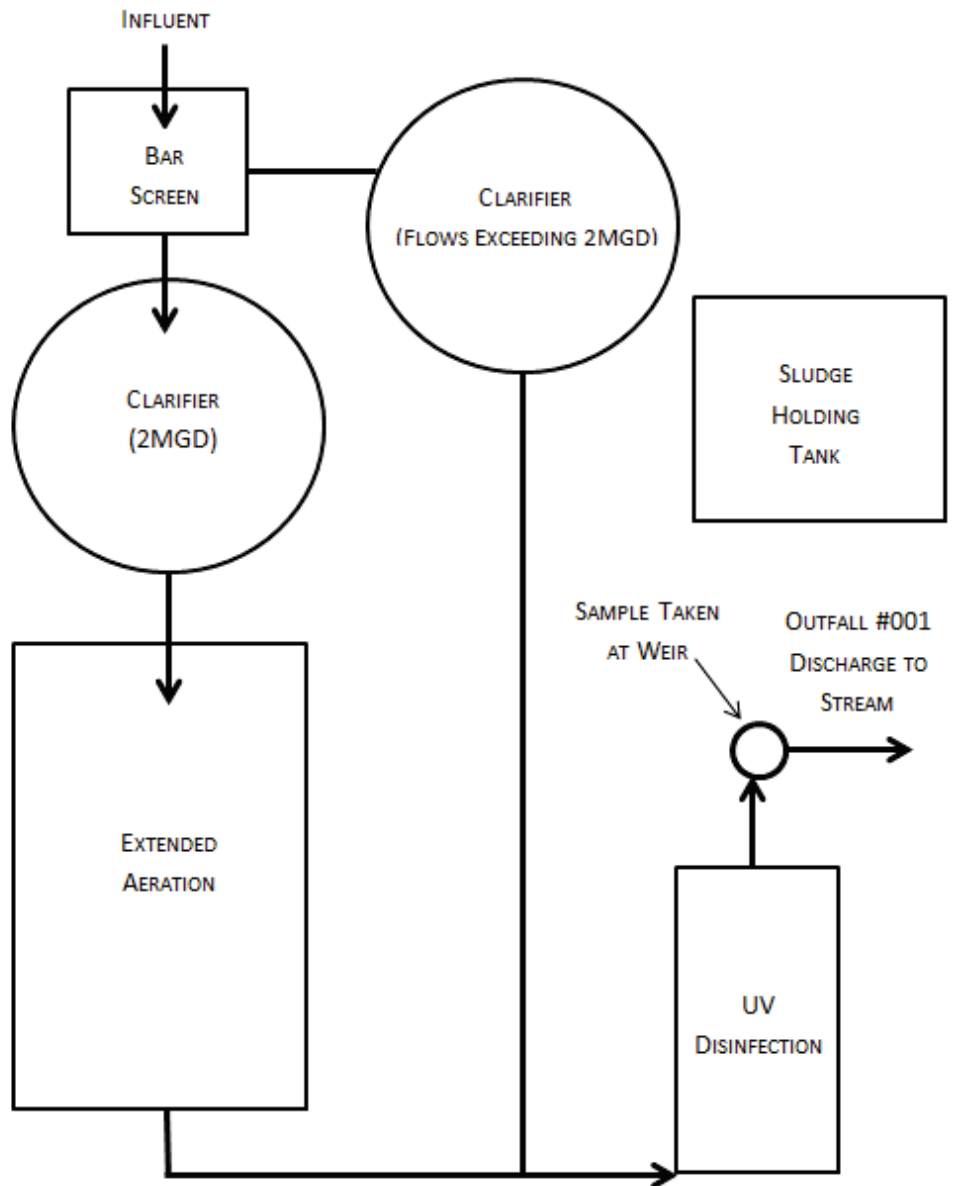 INFLUENT
BAR
SCREEN
CLARIFIER
(FLOWS EXCEEDING 2MGD)
CLARIFIER
(2MGD)
SLUDGE
HOLDING
TANK
SAMPLE TAKEN
AT WEIR
OUTFALL #001
DISCHARGE TO
STREAM
EXTENDED
AERATION
UV
DISINFECTION